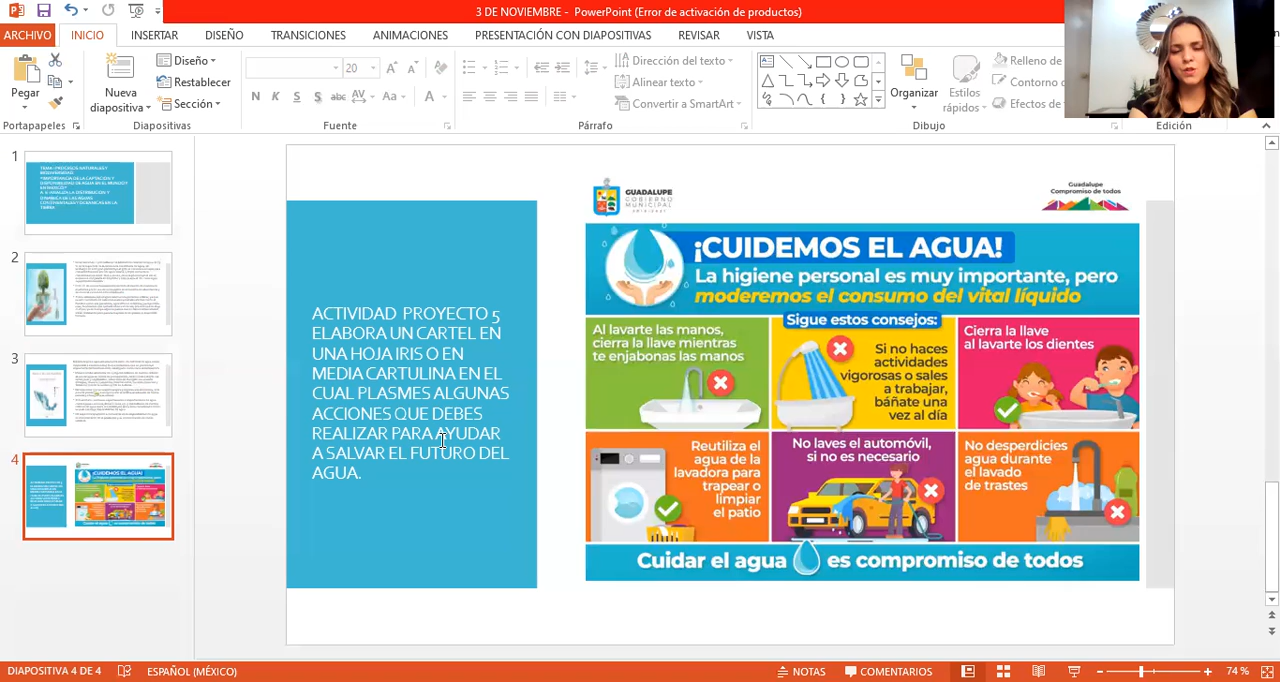 3 DE NOVIEMBRE - PowerPoint (Error de activación de productos)
ARCHIVO INICIO INSERTAR DISEÑO TRANSICIONES ANIMACIONES PRESENTACIÓN CON DIAPOSITIVAS REVISAR VISTA
Pegar
Portapapeles
Nueva
diapositiva
Diseño
Restablecer
Sección
Diapositivas
20
N K S S abc AV Aa A
Fuente
Dirección del texto
Alinear texto
Convertir a SmartArt
Párrafo
Organizar
Estilos
rápidos
Relleno de
Contorno
Efectos de
Dibujo
Edición
1
2
3
4
ACTIVIDAD PROYECTO 5
ELABORA UN CARTEL EN
UNA HOJA IRIS O EN
MEDIA CARTULINA EN EL
CUAL PLASMES ALGUNAS
ACCIONES QUE DEBES
REALIZAR PARA AYUDAR
A SALVAR EL FUTURO DEL
AGUA.
GUADALUPE
GOBIERNO
MUNICIPAL
Guadalupe
Compromiso de todos
¡CUIDEMOS EL AGUA!
La higiene personal es muy importante, pero
moderemos el consumo del vital líquido
Sigue estos consejos:
Al lavarte las manos,
cierra la llave mientras
te enjabonas las manos
Si no haces
actividades
vigorosas o sales
a trabajar,
báñate una
vez al día
Cierra la llave
al lavarte los dientes
Reutiliza el
agua de la
lavadora para
trapear o
limpiar
el patio
No laves el automóvil,
si no es necesario
No desperdicies
agua durante
el lavado
de trastes
Cuidar el agua es compromiso de todos
DIAPOSITIVA 4 DE 4 ESPAÑOL (MÉXICO) NOTAS COMENTARIOS 74 %